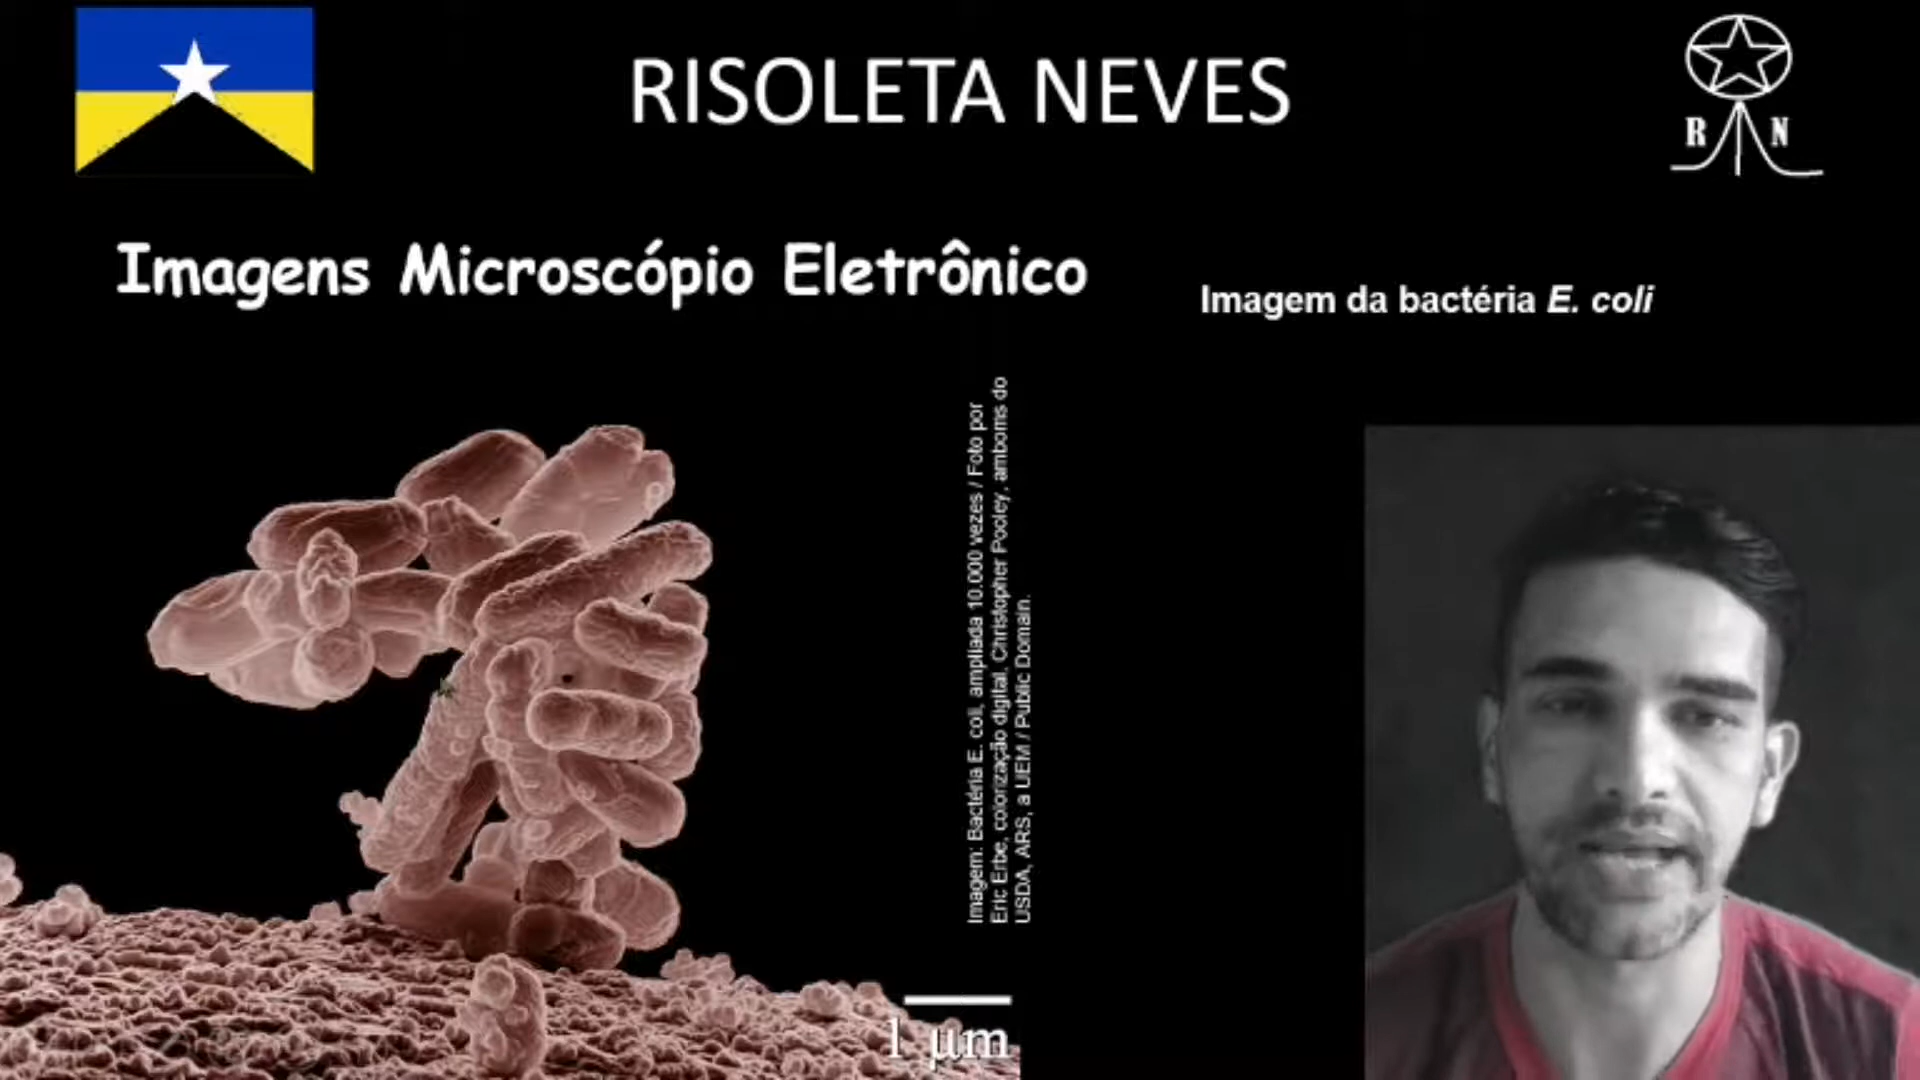 RISOLETA NEVES
R N
Imagens Microscópio Eletrônico
Imagem da bactéria E. coli
Imagem: Bactéria E. coli, ampliada 10.000 vezes / Foto por
Eric Erbe, colorização digital, Christopher Pooley, amboms do
USDA, ARS, a UEM / Public Domain.
1 µm